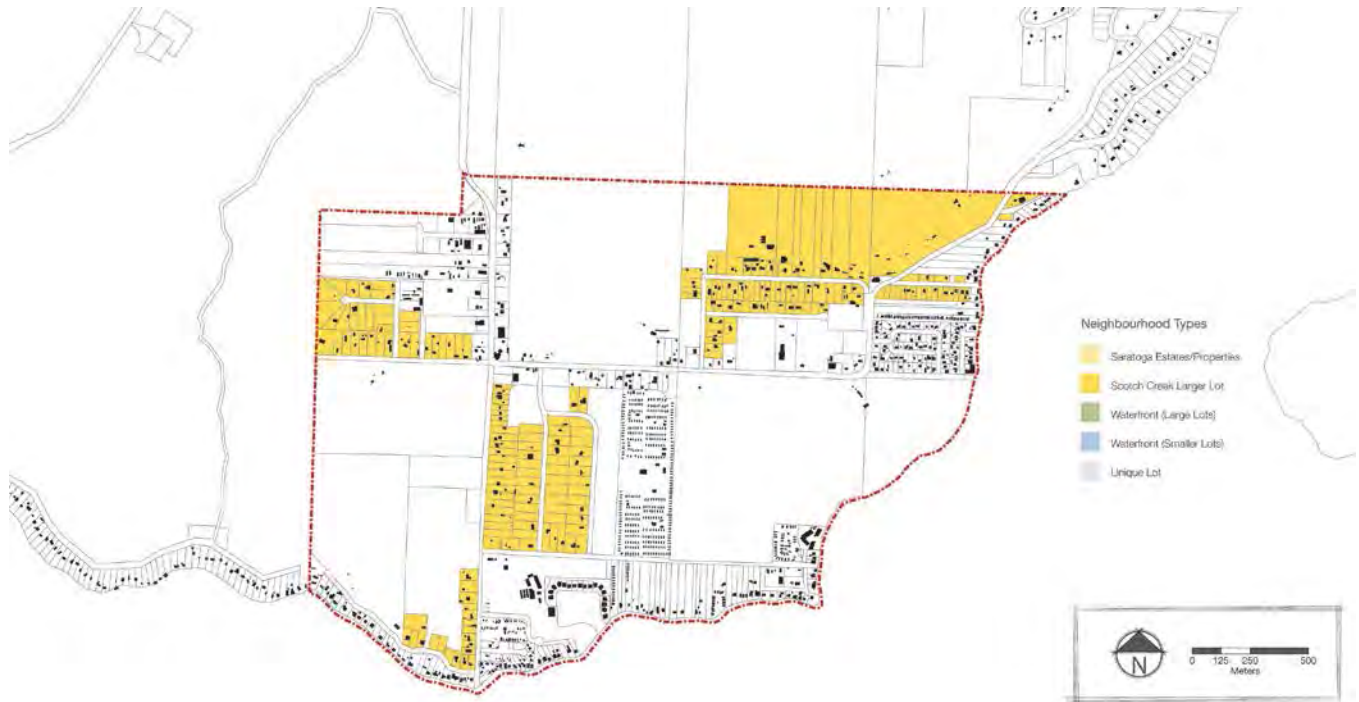 Neighbourhood Types
Saratoga Estates/Properties
Scotch Creek Larger Lot
Waterfront (Large Lots)
Waterfront (Smaller Lots)
Unique Lot
N
0 125 250 500
Meters